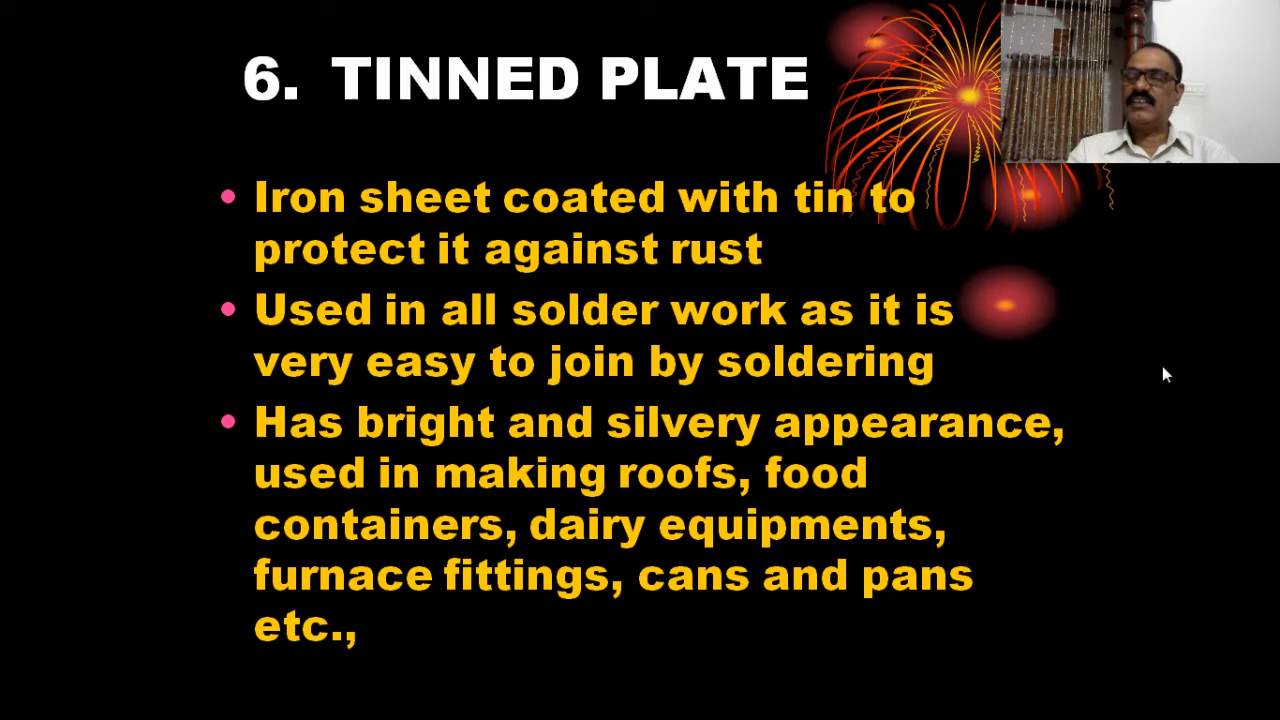 6. TINNED PLATE
• Iron sheet coated with tin to
protect it against rust
• Used in all solder work as it is
very easy to join by soldering
• Has bright and silvery appearance,
used in making roofs, food
containers, dairy equipments,
furnace fittings, cans and pans
etc.,